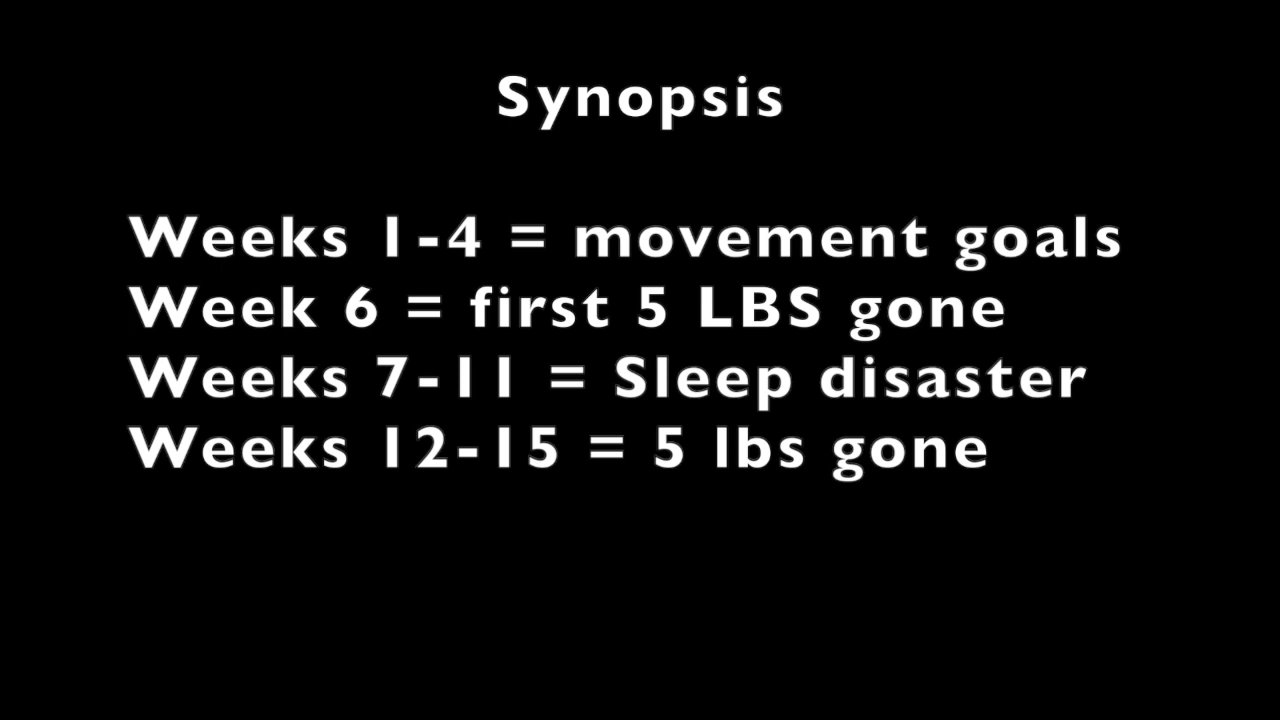 Synopsis
Weeks 1-4 = movement goals
Week 6 = first 5 LBS gone
Weeks 7-11 = Sleep disaster
Weeks 12-15 = 5 lbs gone